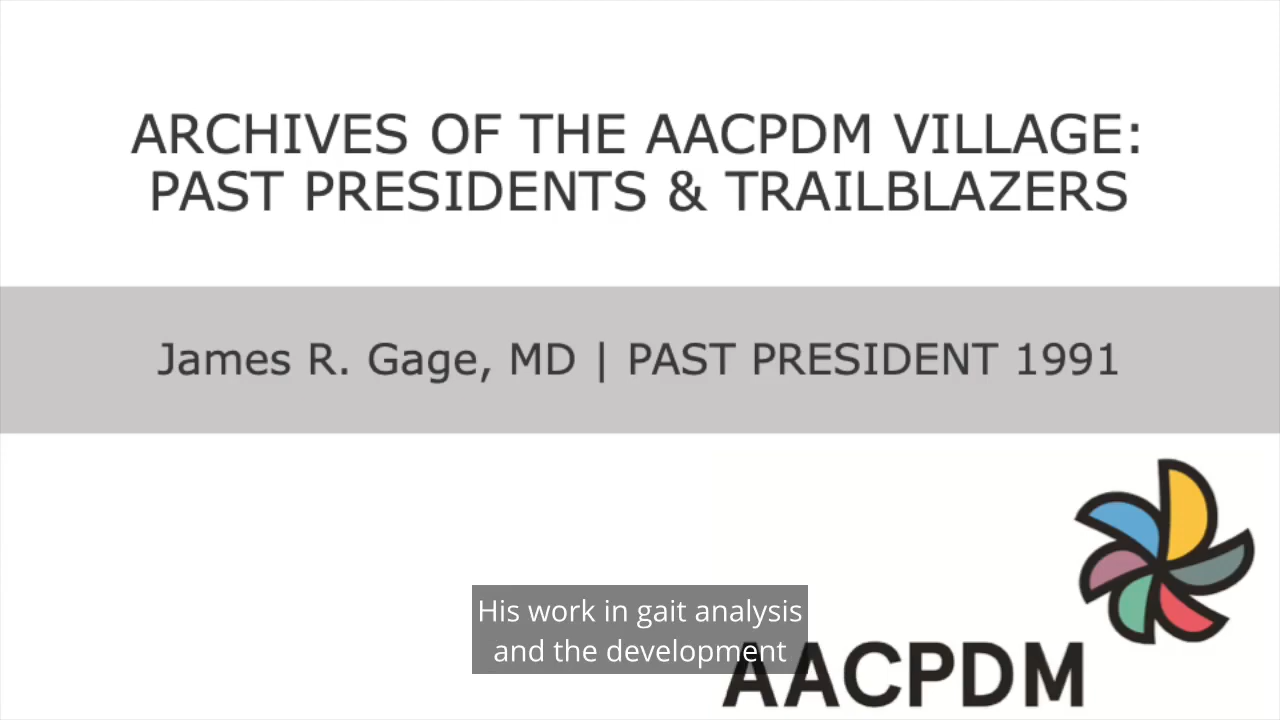 ARCHIVES OF THE AACPDM VILLAGE:
PAST PRESIDENTS & TRAILBLAZERS
James R. Gage, MD | PAST PRESIDENT 1991
His work in gait analysis
and the development
AACPDM